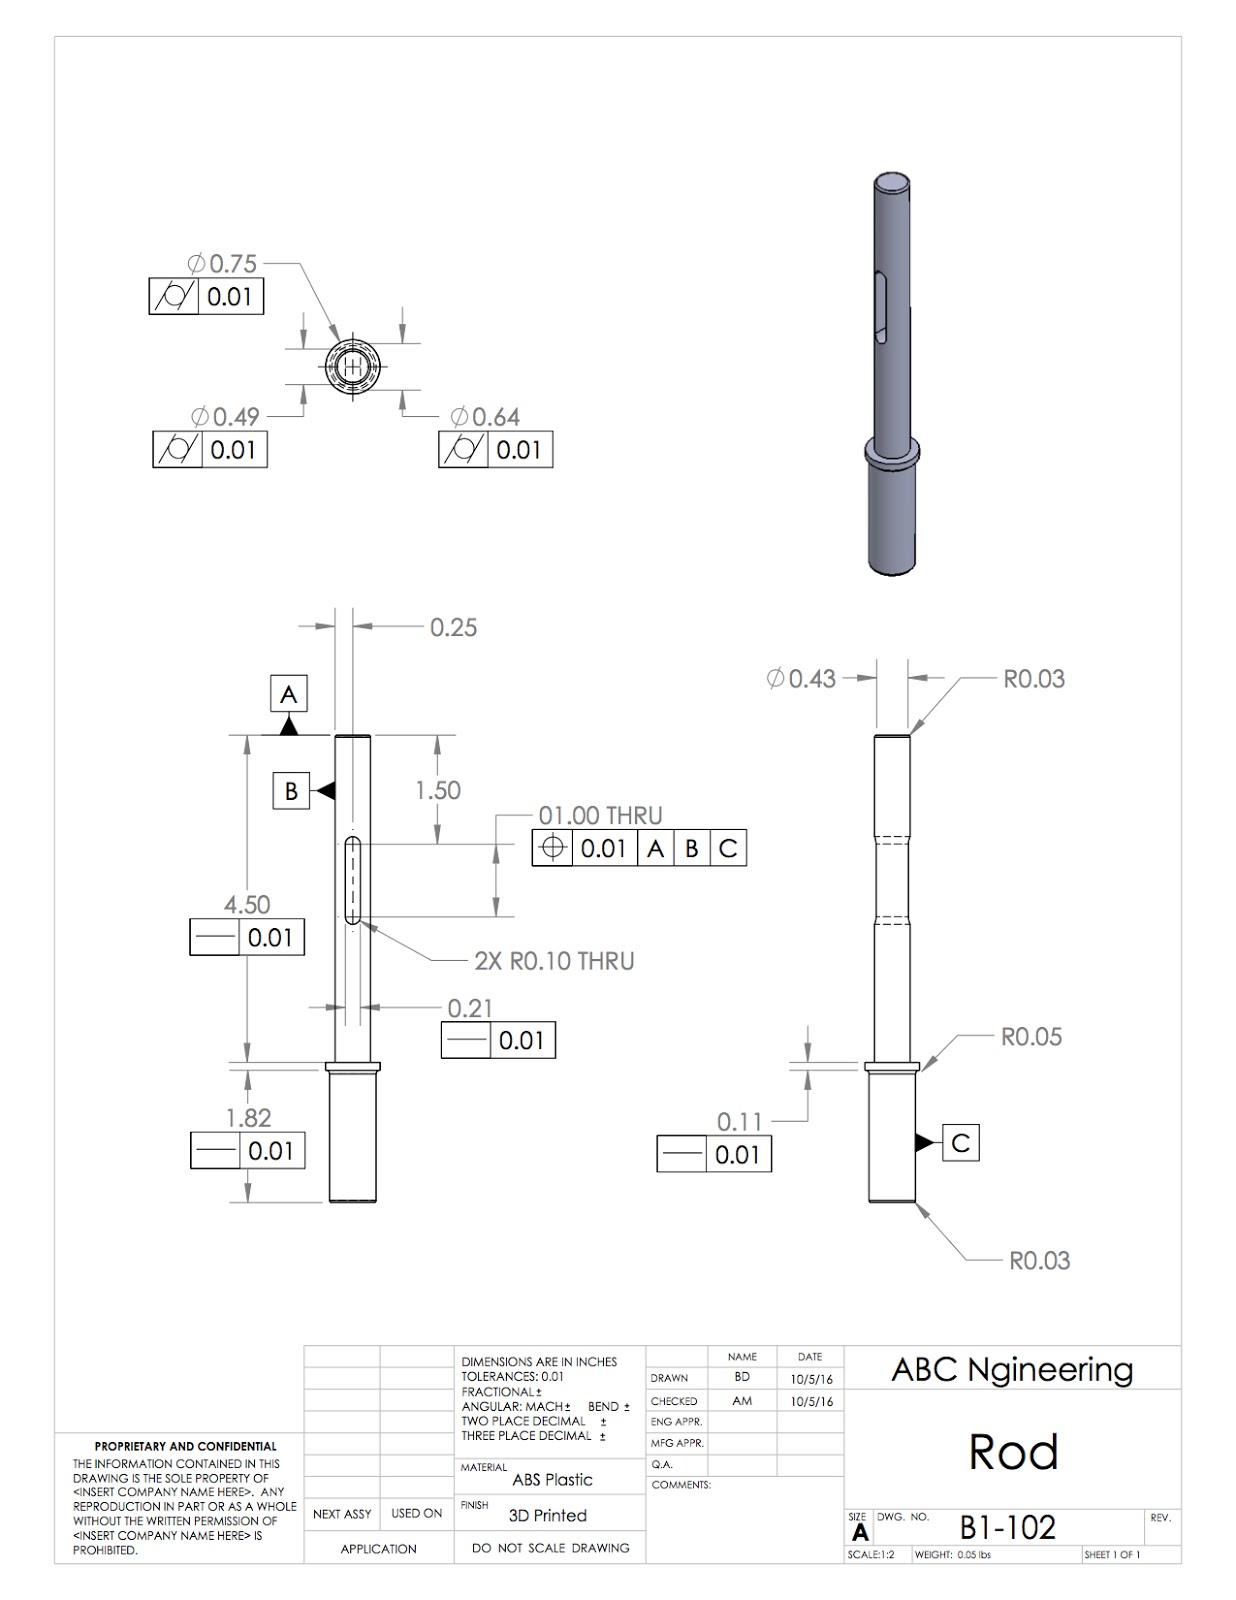 ∅0.75
⌭ 0.01
∅0.49
⌭ 0.01
∅0.64
⌭ 0.01
0.25
A
B
1.50
01.00 THRU
⌖ 0.01 A B C
4.50
— 0.01
2X R0.10 THRU
0.21
— 0.01
1.82
— 0.01
∅0.43
R0.03
R0.05
0.11
— 0.01
C
R0.03
PROPRIETARY AND CONFIDENTIAL
THE INFORMATION CONTAINED IN THIS
DRAWING IS THE SOLE PROPERTY OF
<INSERT COMPANY NAME HERE>. ANY
REPRODUCTION IN PART OR AS A WHOLE
WITHOUT THE WRITTEN PERMISSION OF
<INSERT COMPANY NAME HERE> IS
PROHIBITED.
NEXT ASSY USED ON
APPLICATION
DIMENSIONS ARE IN INCHES
TOLERANCES: 0.01
FRACTIONAL ±
ANGULAR: MACH± BEND ±
TWO PLACE DECIMAL ±
THREE PLACE DECIMAL ±
MATERIAL
ABS Plastic
FINISH
3D Printed
DO NOT SCALE DRAWING
NAME DATE
DRAWN BD 10/5/16
CHECKED AM 10/5/16
ENG APPR.
MFG APPR.
Q.A.
COMMENTS:
ABC Ngineering
Rod
SIZE DWG. NO. REV.
A B1-102
SCALE:1:2 WEIGHT: 0.05 lbs SHEET 1 OF 1